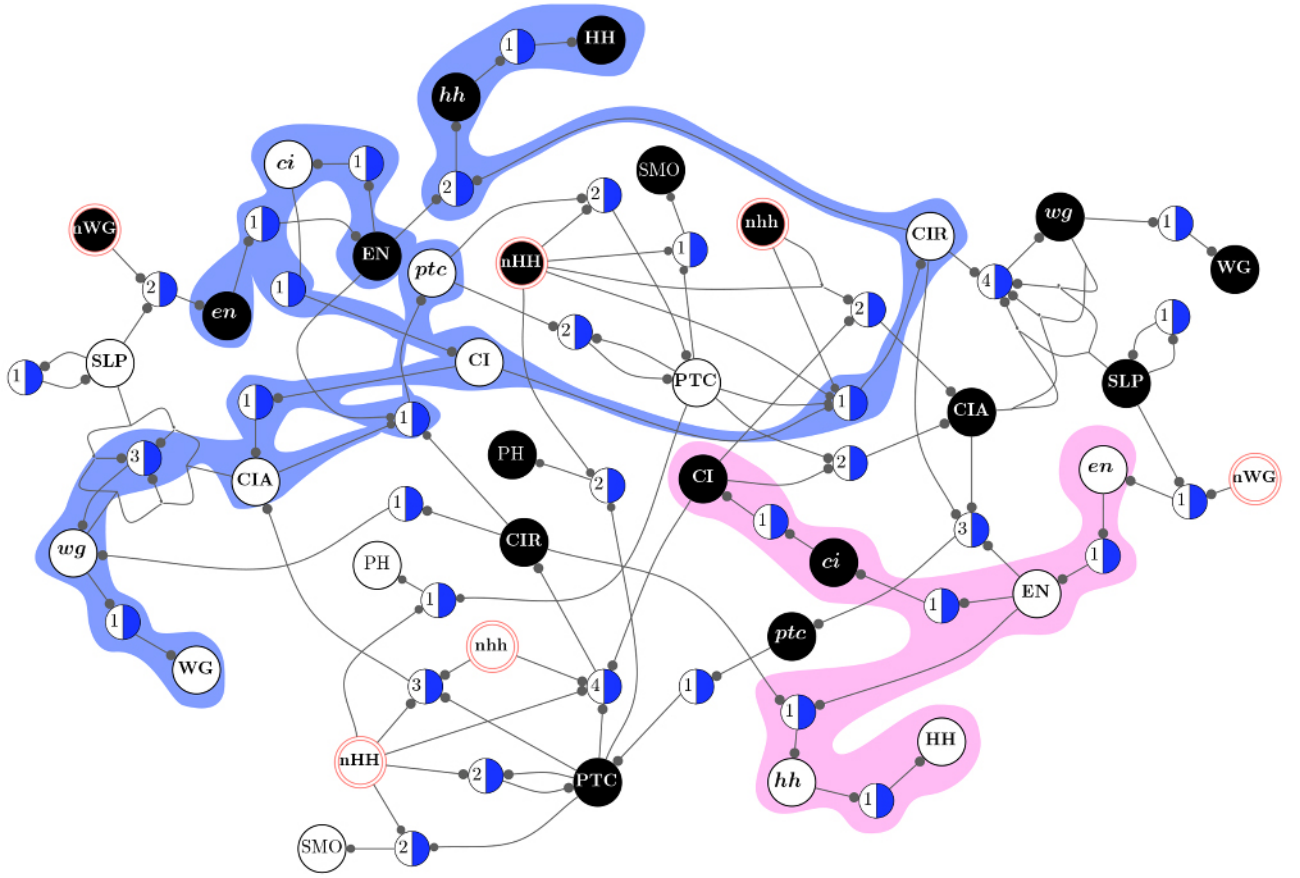 1
HH
hh
ci
1
2
SMO
2
nWG
1
EN
ptc
nHH
1
nhh
CIR
wg
1
WG
4
2
en
1
2
2
1
SLP
1
CI
PTC
SLP
1
1
1
CIA
3
CIA
PH
2
CI
2
en
nWG
1
1
1
3
wg
CIR
PH
ci
1
1
EN
1
1
WG
nhh
ptc
3
4
1
1
nHH
2
PTC
hh
HH
1
SMO
2